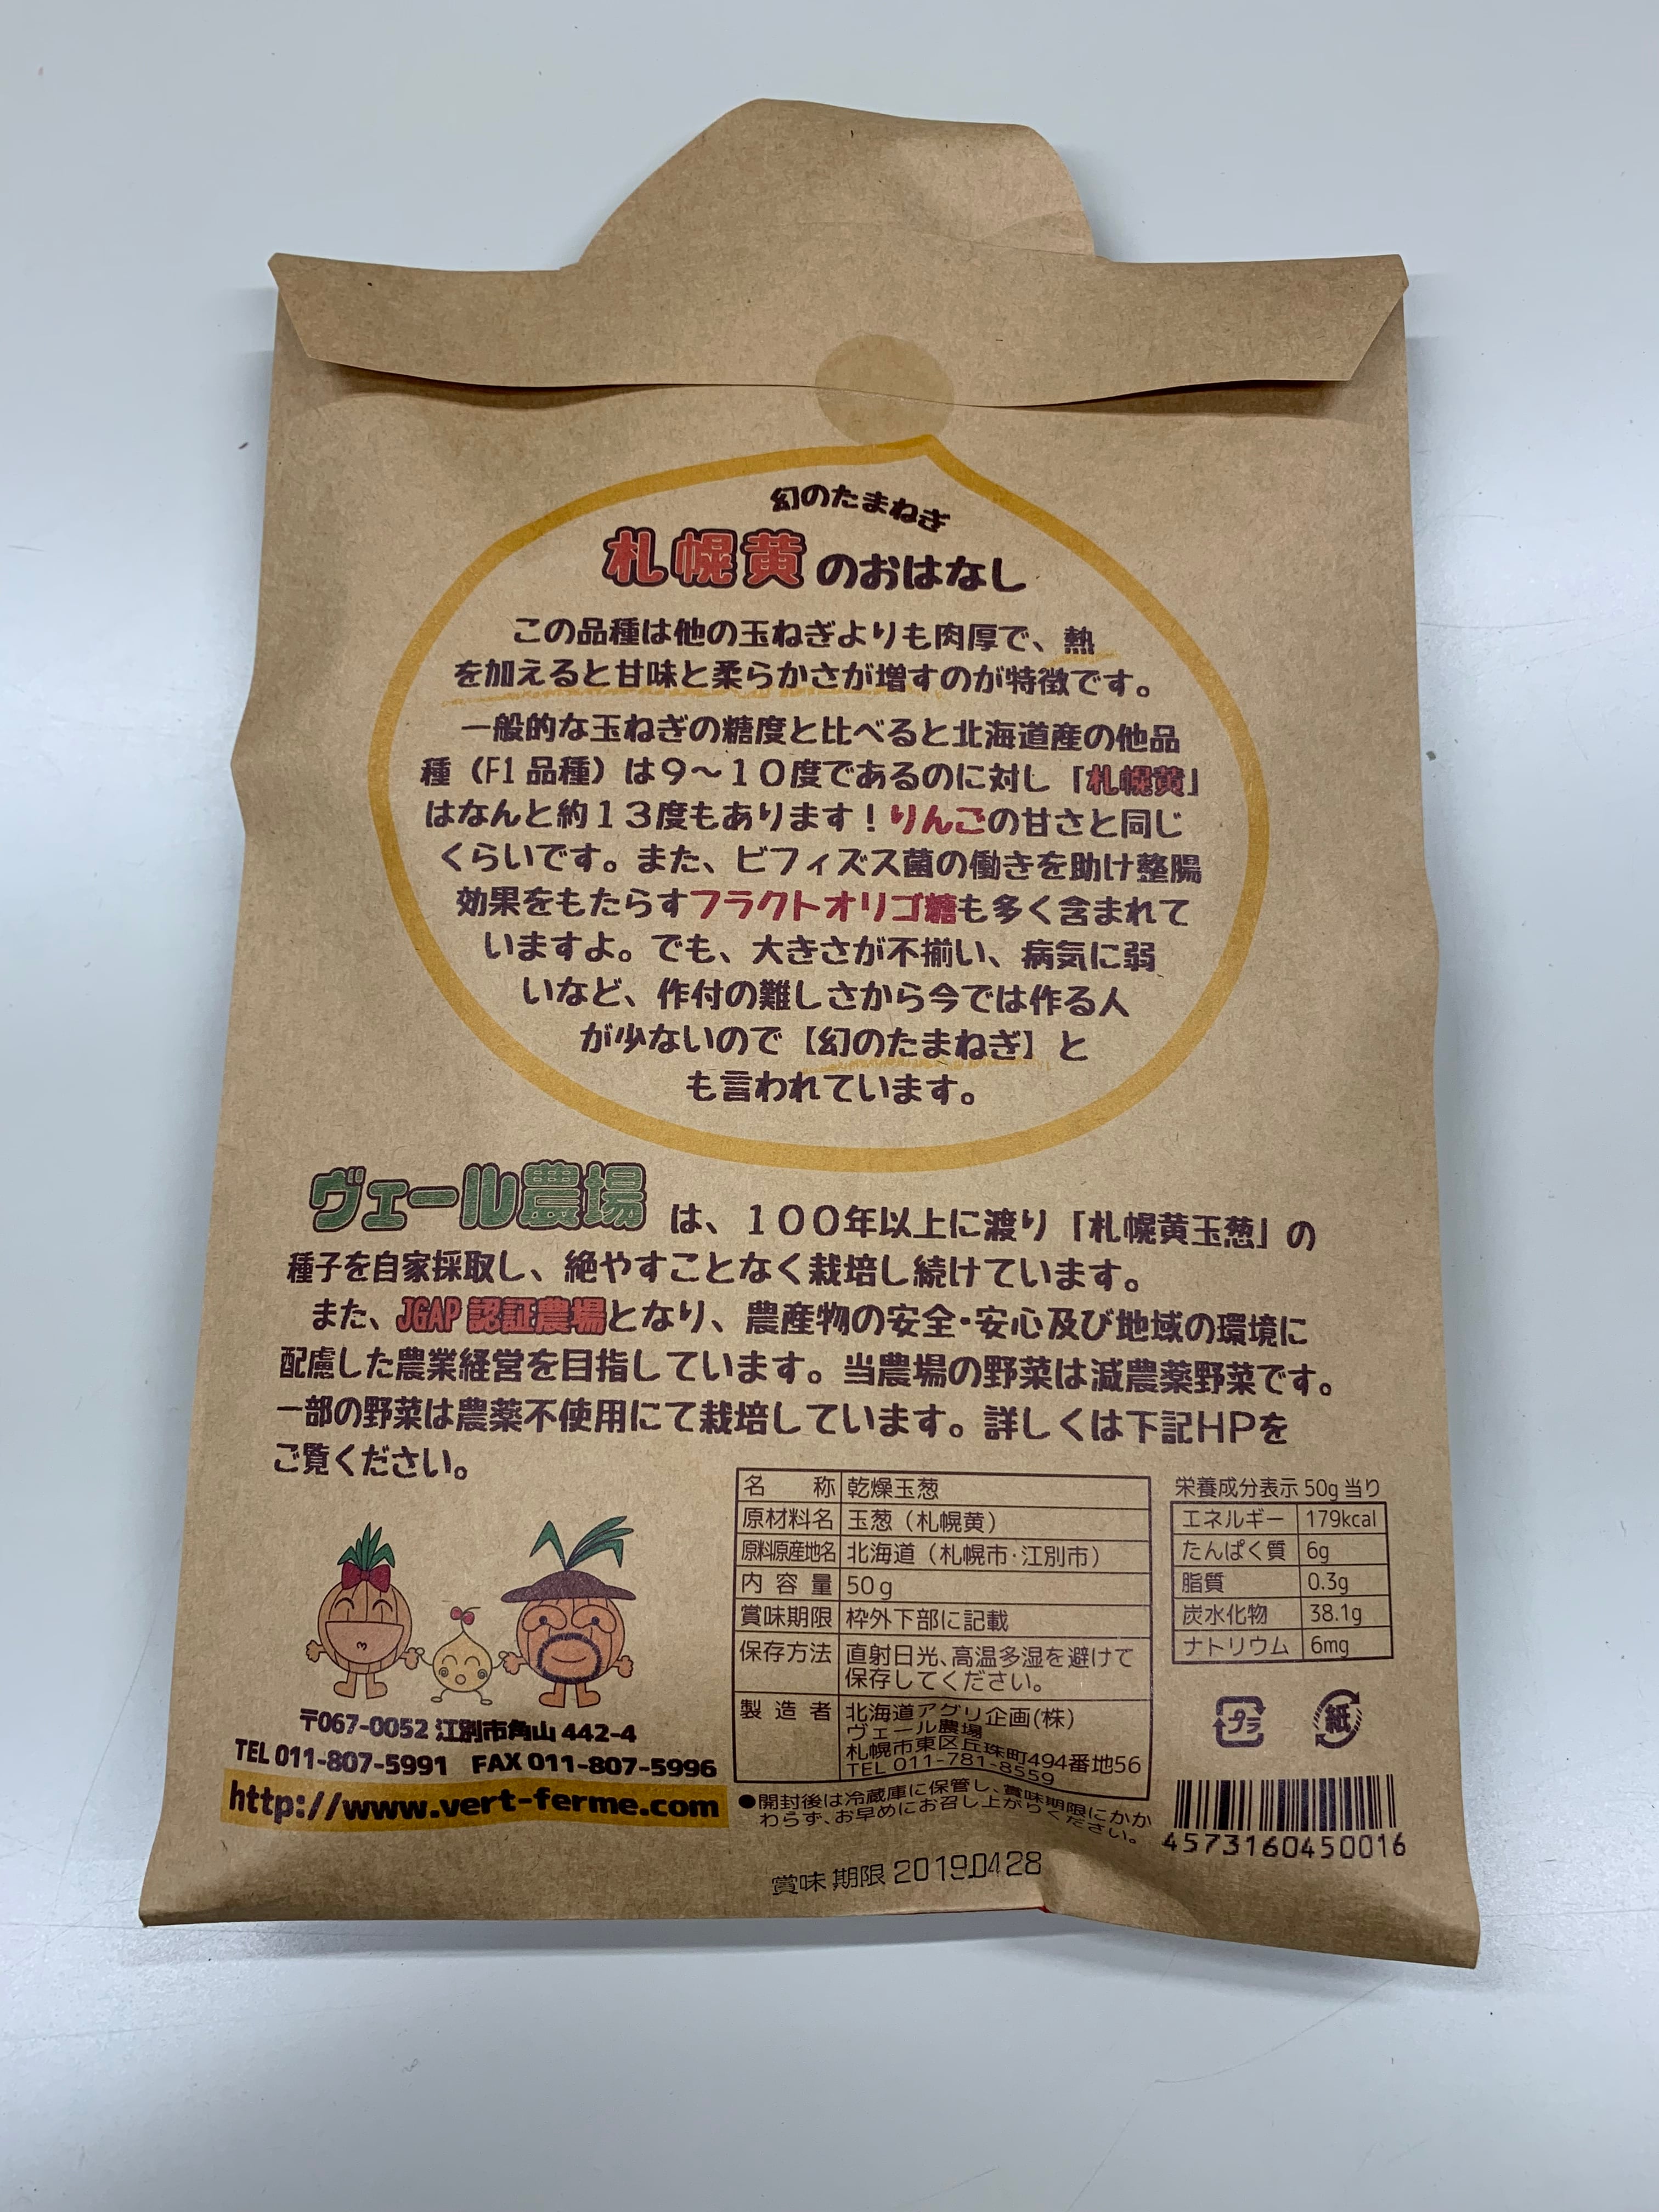 幻のたまねぎ
札幌黄のおはなし
この品種は他の玉ねぎよりも肉厚で、熱
を加えると甘味と柔らかさが増すのが特徴です。
一般的な玉ねぎの糖度と比べると北海道産の他品
種（F1品種）は９～１０度であるのに対し「札幌黄」
はなんと約１３度もあります！りんごの甘さと同じ
くらいです。また、ビフィズス菌の働きを助け整腸
効果をもたらすフラクトオリゴ糖も多く含まれて
いますよ。でも、大きさが不揃い、病気に弱
いなど、作付の難しさから今では作る人
が少ないので【幻のたまねぎ】と
も言われています。
ヴェール農場は、１００年以上に渡り「札幌黄玉葱」の
種子を自家採取し、絶やすことなく栽培し続けています。
また、JGAP認証農場となり、農産物の安全・安心及び地域の環境に
配慮した農業経営を目指しています。当農場の野菜は減農薬野菜です。
一部の野菜は農薬不使用にて栽培しています。詳しくは下記HPを
ご覧ください。
〒067-0052 江別市角山 442-4
TEL 011-807-5991 FAX 011-807-5996
http://www.vert-ferme.com
名称 乾燥玉葱
原材料名 玉葱（札幌黄）
原料原産地名 北海道（札幌市・江別市）
内容量 50g
賞味期限 枠外下部に記載
保存方法 直射日光、高温多湿を避けて
保存してください。
製造者 北海道アグリ企画(株)
ヴェール農場
札幌市東区丘珠町494番地56
TEL 011-781-8559
●開封後は冷蔵庫に保管し、賞味期限にかか
わらず、お早めにお召し上がりください。
賞味期限 2019.04.28
栄養成分表示 50g 当り
エネルギー 179kcal
たんぱく質 6g
脂質 0.3g
炭水化物 38.1g
ナトリウム 6mg
プラ 紙
4573160450016